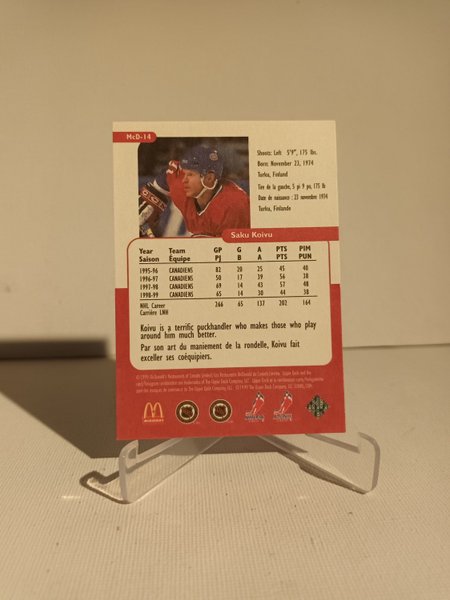 McD-14
Shoots: Left 5'9", 175 lbs.
Born: November 23, 1974
Turku, Finland
Tire de la gauche, 5 pi 9 po, 175 lb
Date de naissance : 23 novembre 1974
Turku, Finlande
Saku Koivu
Year Team GP G A PTS PIM
Saison Équipe PJ B A PTS PUN
1995-96 CANADIENS 82 20 25 45 40
1996-97 CANADIENS 50 17 39 56 38
1997-98 CANADIENS 69 14 43 57 48
1998-99 CANADIENS 65 14 30 44 38
NHL Career 266 65 137 202 164
Carrière LNH
Koivu is a terrific puckhandler who makes those who play
around him much better.
Par son art du maniement de la rondelle, Koivu fait
exceller ses coéquipiers.